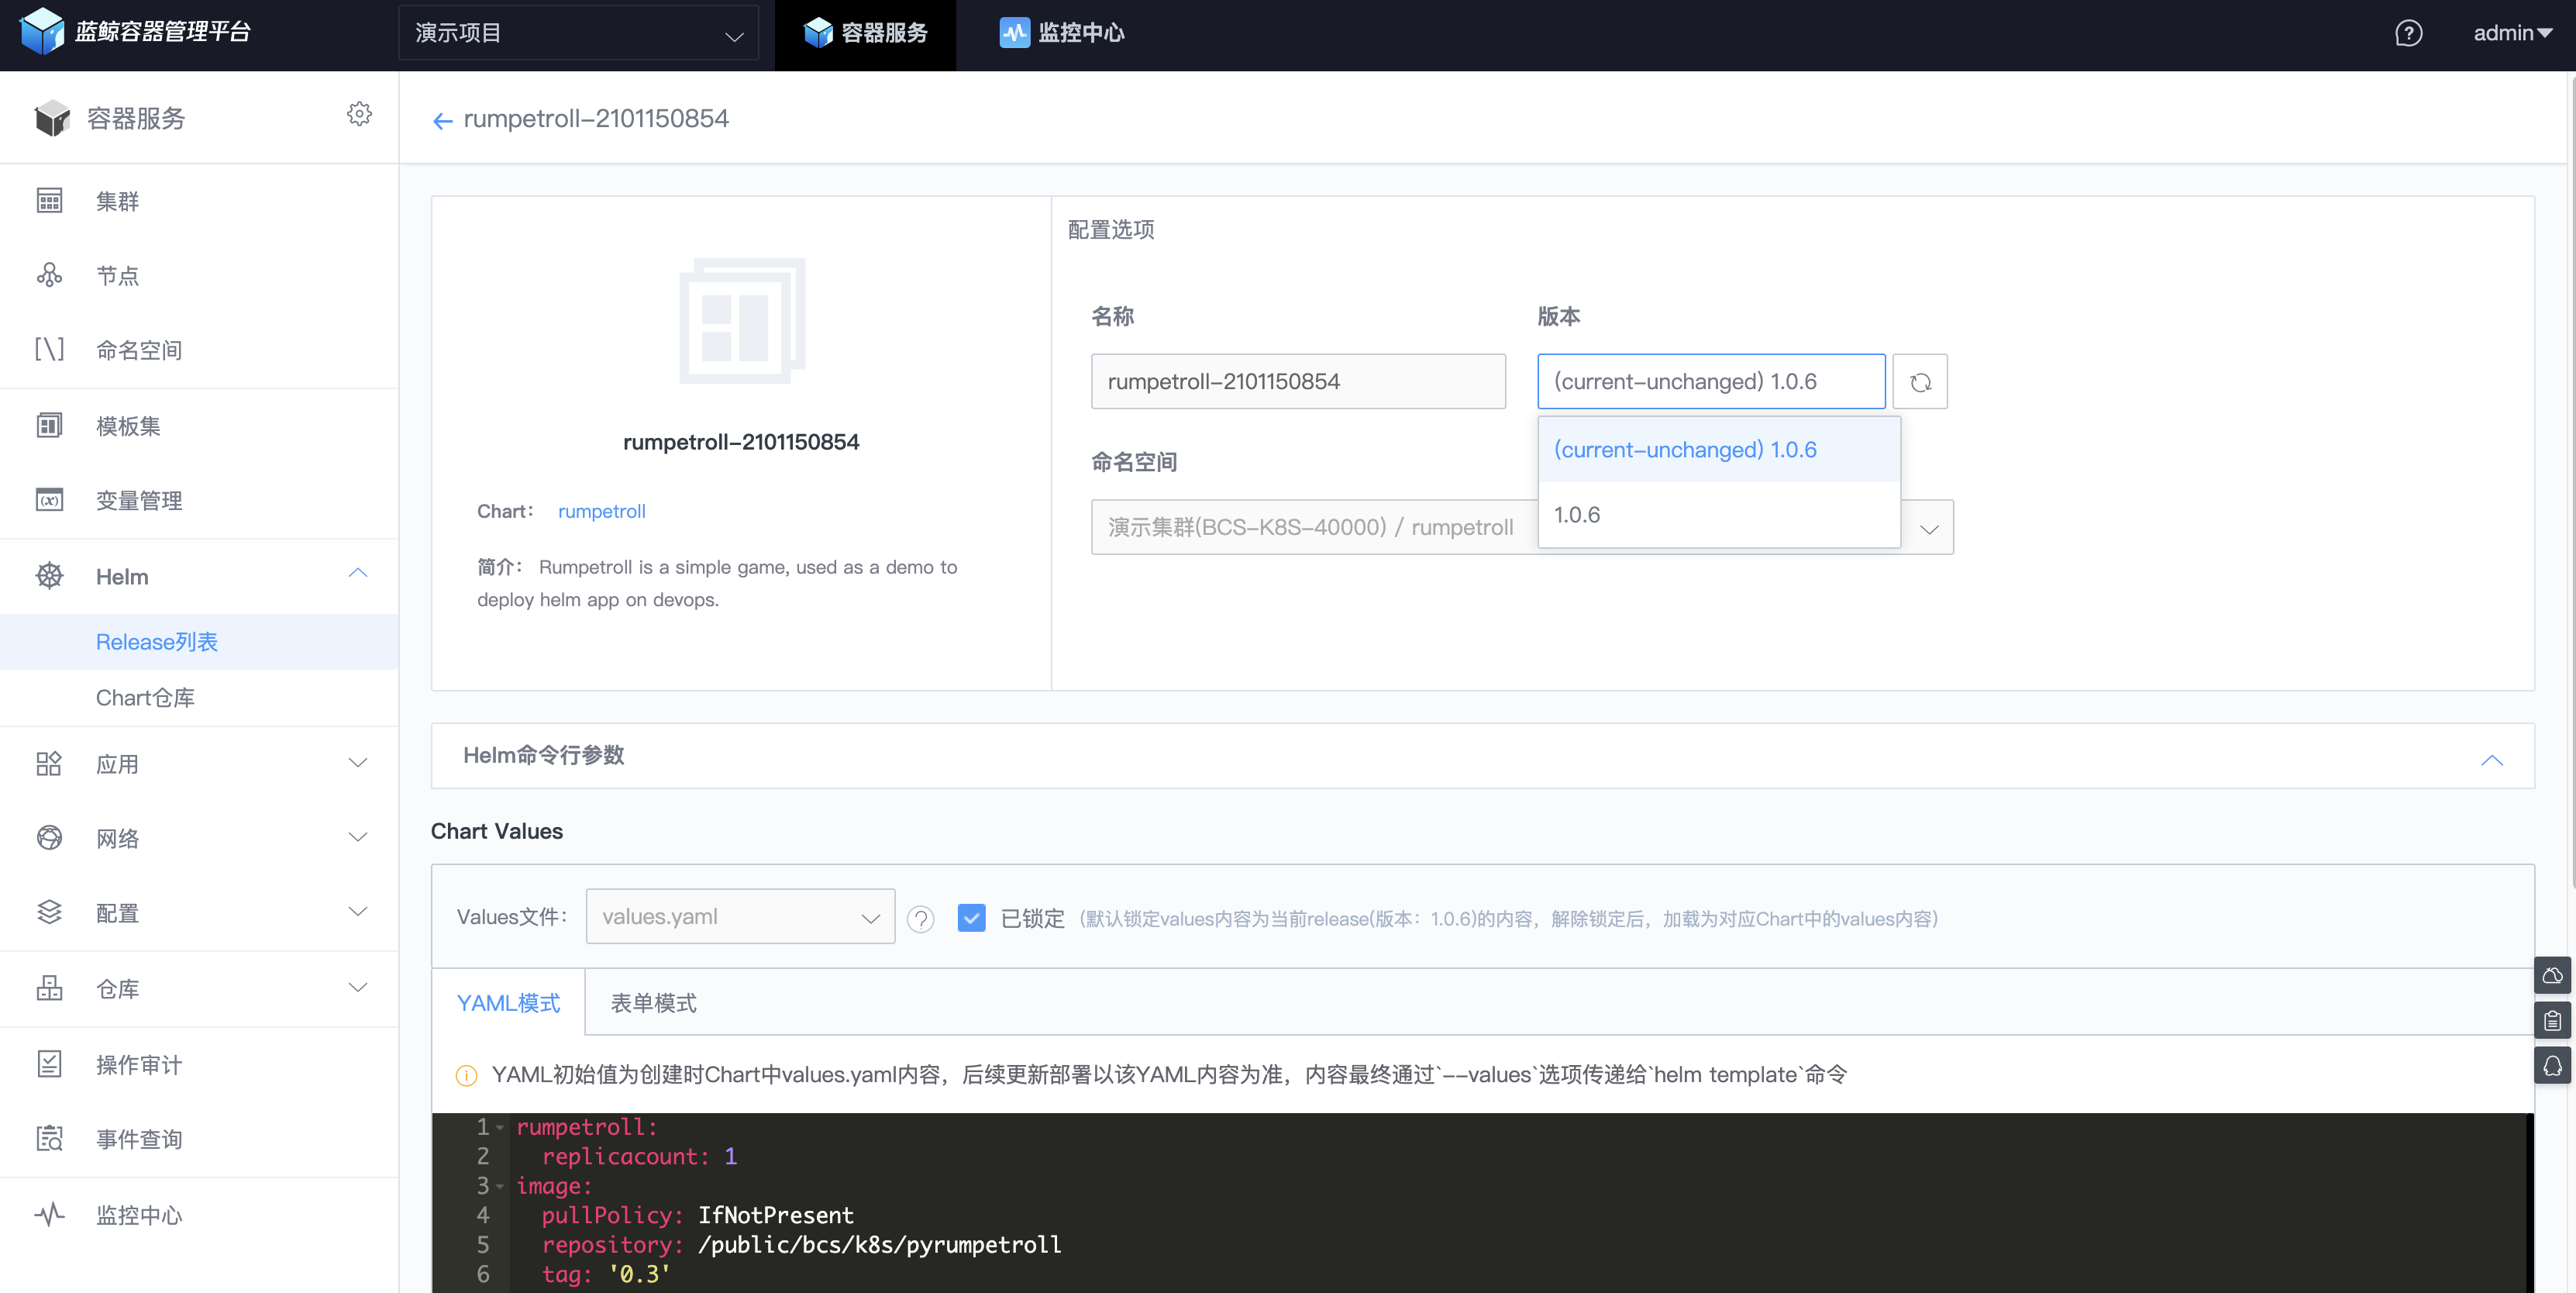 蓝鲸容器管理平台
演示项目
容器服务
监控中心
admin
容器服务
集群
节点
[\] 命名空间
模板集
变量管理
Helm
Release列表
Chart仓库
应用
网络
配置
仓库
操作审计
事件查询
监控中心
rumpetroll-2101150854
rumpetroll-2101150854
Chart： rumpetroll
简介： Rumpetroll is a simple game, used as a demo to
deploy helm app on devops.
配置选项
名称
rumpetroll-2101150854
版本
(current-unchanged) 1.0.6
(current-unchanged) 1.0.6
1.0.6
命名空间
演示集群(BCS-K8S-40000) / rumpetroll
Helm命令行参数
Chart Values
Values文件： values.yaml ? 已锁定 (默认锁定values内容为当前release(版本：1.0.6)的内容，解除锁定后，加载为对应Chart中的values内容)
YAML模式 表单模式
YAML初始值为创建时Chart中values.yaml内容，后续更新部署以该YAML内容为准，内容最终通过`--values`选项传递给`helm template`命令
1 rumpetroll:
2 replicacount: 1
3 image:
4 pullPolicy: IfNotPresent
5 repository: /public/bcs/k8s/pyrumpetroll
6 tag: '0.3'